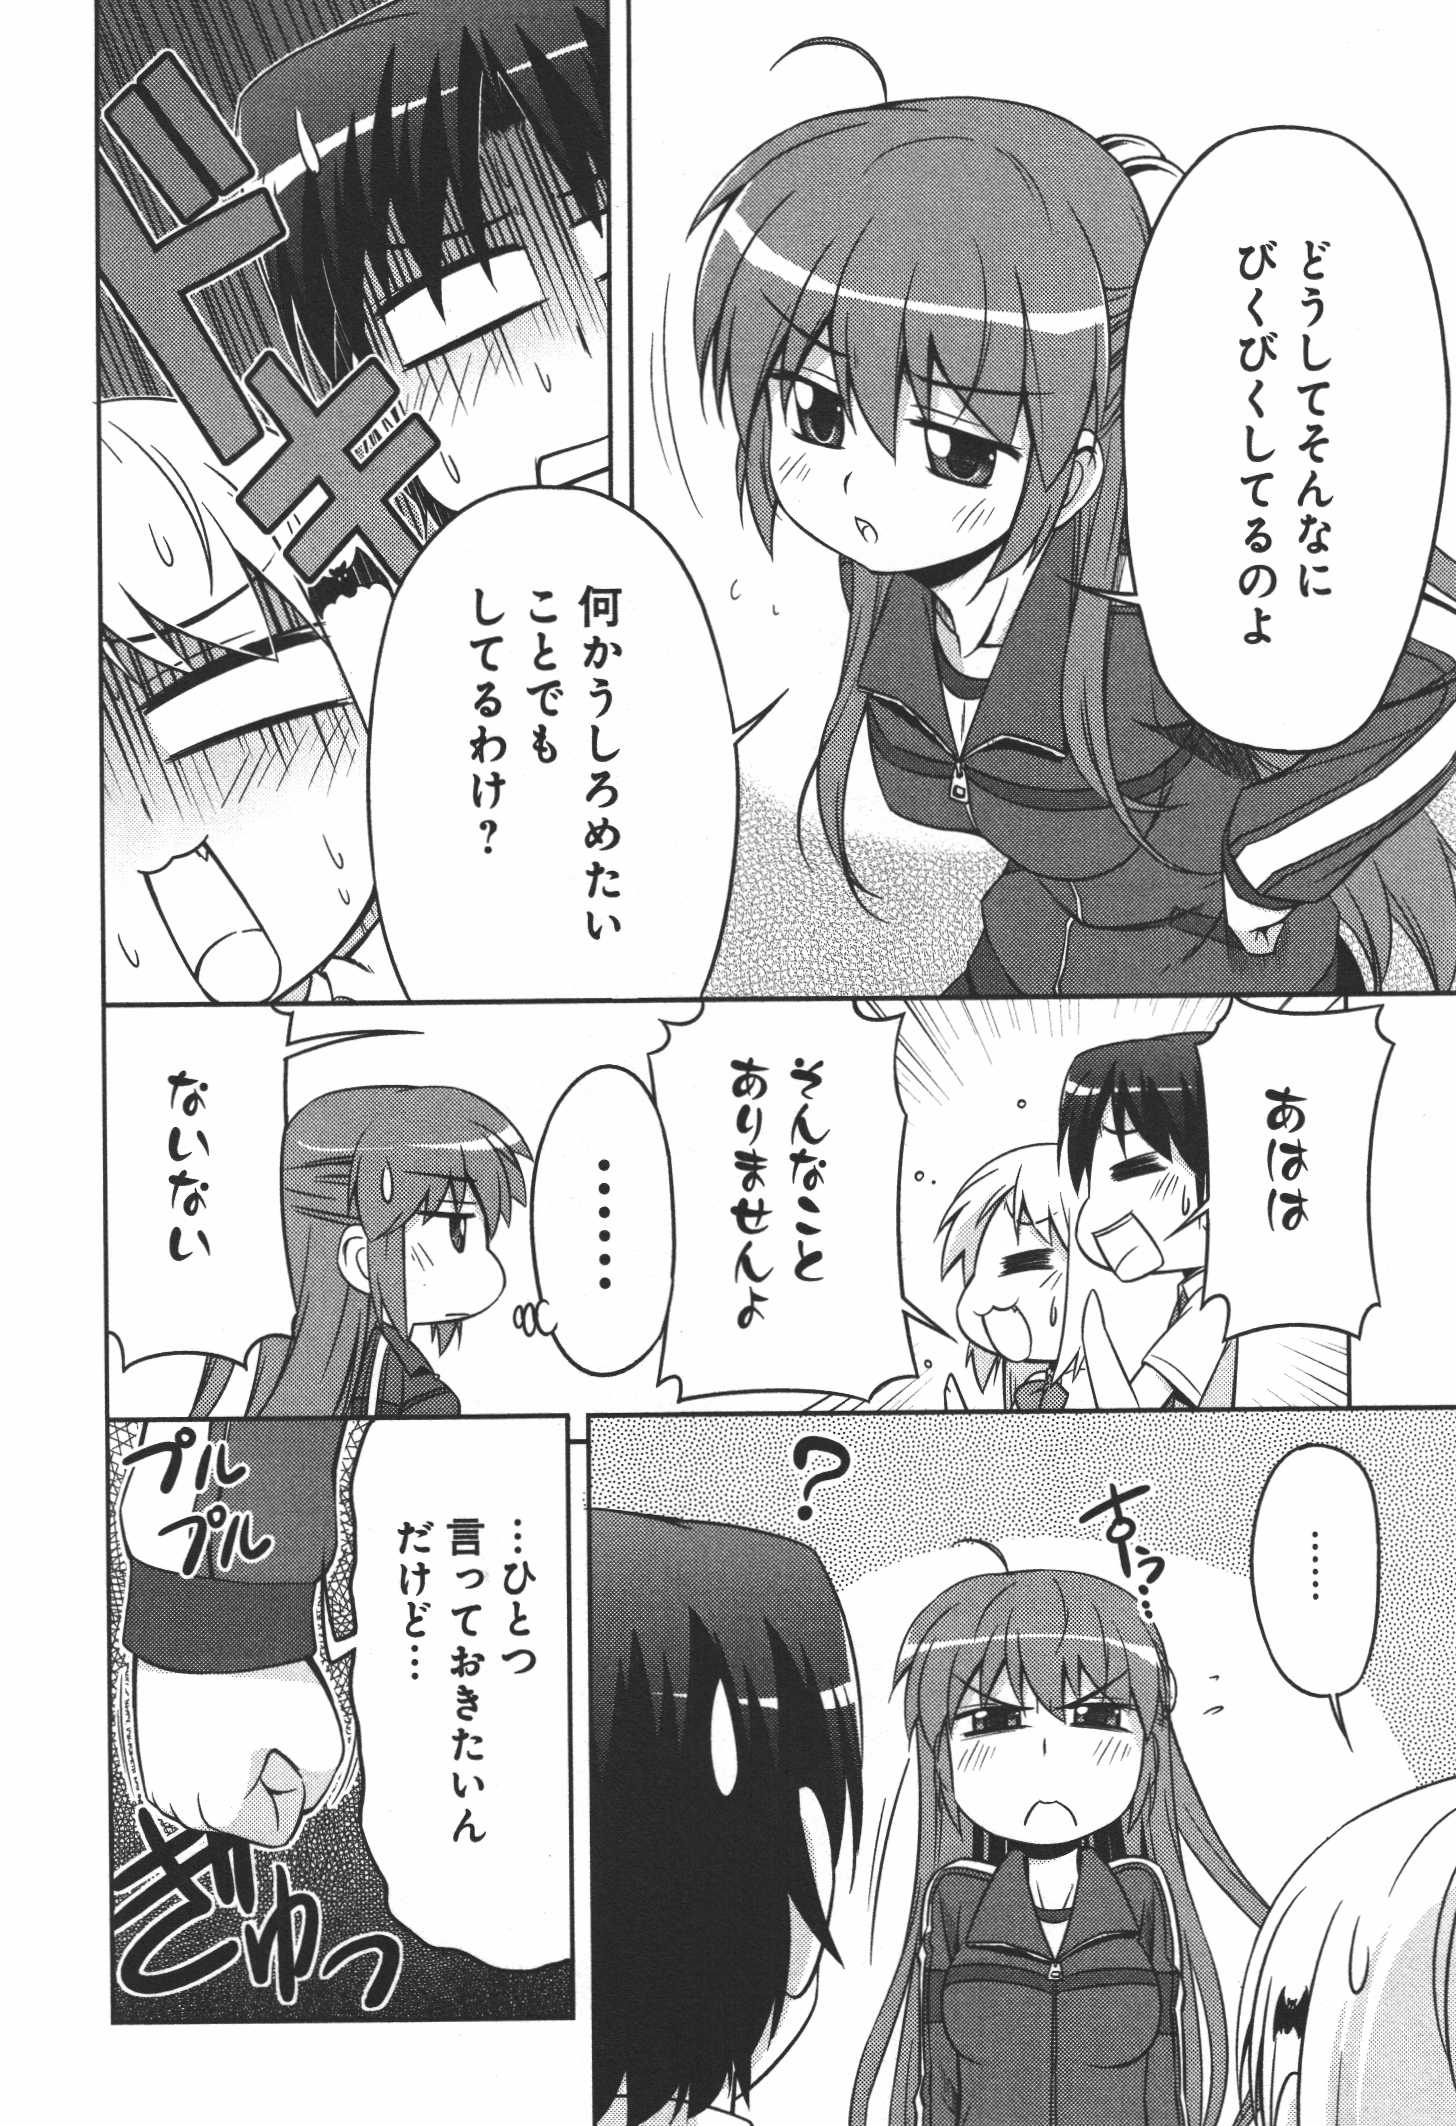 どうしてそんなに
びくびくしてるのよ
何かうしろめたい
ことでも
してるわけ?
ドキ
あはは
そんなこと
ありませんよ
……
ないない
……
?
…ひとつ
言っておきたいん
だけど…
プル
プル
ぎゅっ